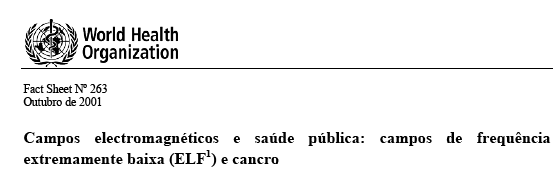 World Health
Organization
Fact Sheet Nº 263
Outubro de 2001
Campos electromagnéticos e saúde pública: campos de frequência
extremamente baixa (ELF¹) e cancro